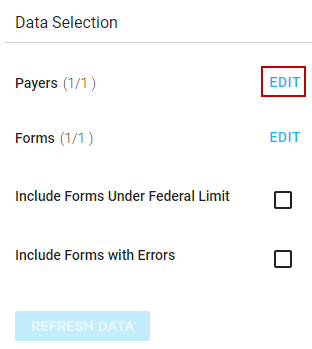 Data Selection
Payers (1/1 ) EDIT
Forms (1/1 ) EDIT
Include Forms Under Federal Limit
Include Forms with Errors
REFRESH DATA